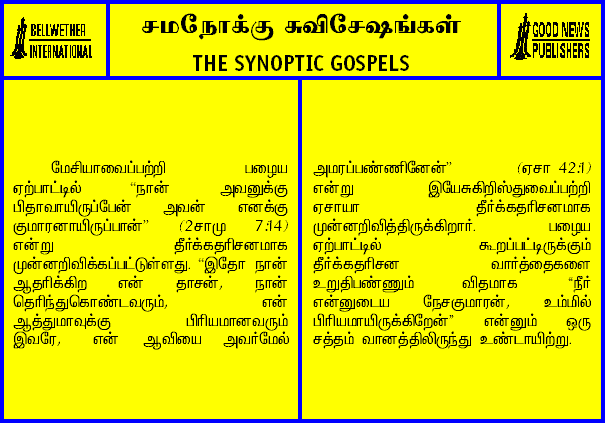 BELLWETHER
INTERNATIONAL
சமநோக்கு சுவிசேஷங்கள்
THE SYNOPTIC GOSPELS
GOOD NEWS
PUBLISHERS
மேசியாவைப்பற்றி பழைய
ஏற்பாட்டில் “நான் அவனுக்கு
பிதாவாயிருப்பேன் அவன் எனக்கு
குமாரனாயிருப்பான்” (2சாமு 7:14)
என்று தீர்க்கதரிசனமாக
முன்னறிவிக்கப்பட்டுள்ளது. “இதோ நான்
ஆதரிக்கிற என் தாசன், நான்
தெரிந்துகொண்டவரும், என்
ஆத்துமாவுக்கு பிரியமானவரும்
இவரே, என் ஆவியை அவர்மேல்
அமரப்பண்ணினேன்” (ஏசா 42:1)
என்று இயேசுகிறிஸ்துவைப்பற்றி
ஏசாயா தீர்க்கதரிசனமாக
முன்னறிவித்திருக்கிறார். பழைய
ஏற்பாட்டில் கூறப்பட்டிருக்கும்
தீர்க்கதரிசன வார்த்தைகளை
உறுதிபண்ணும் விதமாக “நீர்
என்னுடைய நேசகுமாரன், உம்மில்
பிரியமாயிருக்கிறேன்” என்னும் ஒரு
சத்தம் வானத்திலிருந்து உண்டாயிற்று.